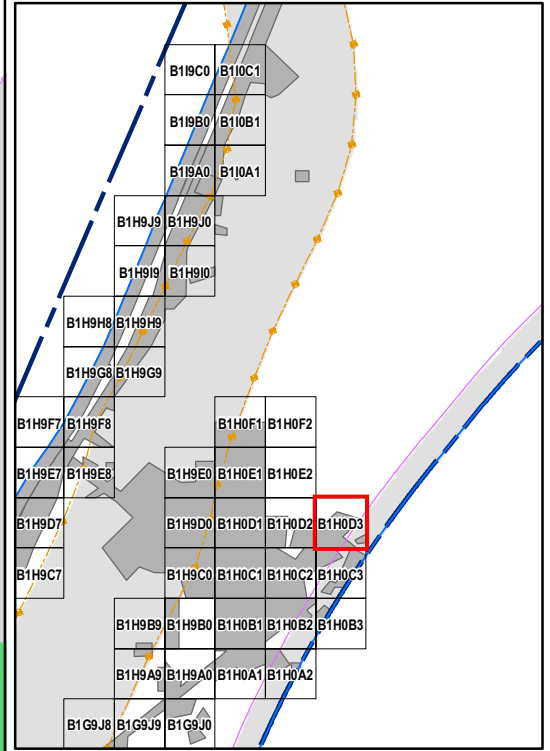 B1I9C0 B1I0C1
B1I9B0 B1I0B1
B1I9A0 B1I0A1
B1H9J9 B1H9J0
B1H9I9 B1H9I0
B1H9H8 B1H9H9
B1H9G8 B1H9G9
B1H9F7 B1H9F8 B1H0F1 B1H0F2
B1H9E7 B1H9E8 B1H9E0 B1H0E1 B1H0E2
B1H9D7 B1H9D0 B1H0D1 B1H0D2 B1H0D3
B1H9C7 B1H9C0 B1H0C1 B1H0C2 B1H0C3
B1H9B9 B1H9B0 B1H0B1 B1H0B2 B1H0B3
B1H9A9 B1H9A0 B1H0A1 B1H0A2
B1G9J8 B1G9J9 B1G9J0